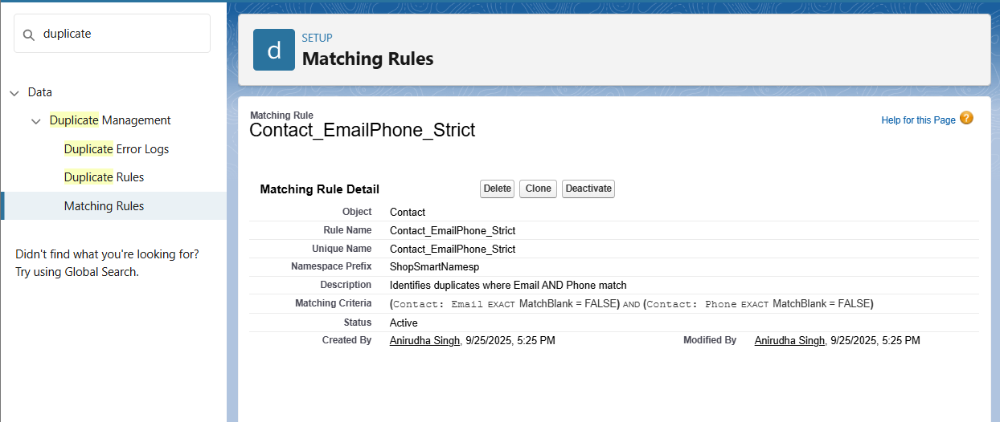 duplicate
Data
Duplicate Management
Duplicate Error Logs
Duplicate Rules
Matching Rules
Didn't find what you're looking for?
Try using Global Search.
d
SETUP
Matching Rules
Matching Rule
Contact_EmailPhone_Strict
Help for this Page ?
Matching Rule Detail Delete Clone Deactivate
Object Contact
Rule Name Contact_EmailPhone_Strict
Unique Name Contact_EmailPhone_Strict
Namespace Prefix ShopSmartNamesp
Description Identifies duplicates where Email AND Phone match
Matching Criteria (Contact: Email EXACT MatchBlank = FALSE) AND (Contact: Phone EXACT MatchBlank = FALSE)
Status Active
Created By Anirudha Singh, 9/25/2025, 5:25 PM Modified By Anirudha Singh, 9/25/2025, 5:25 PM